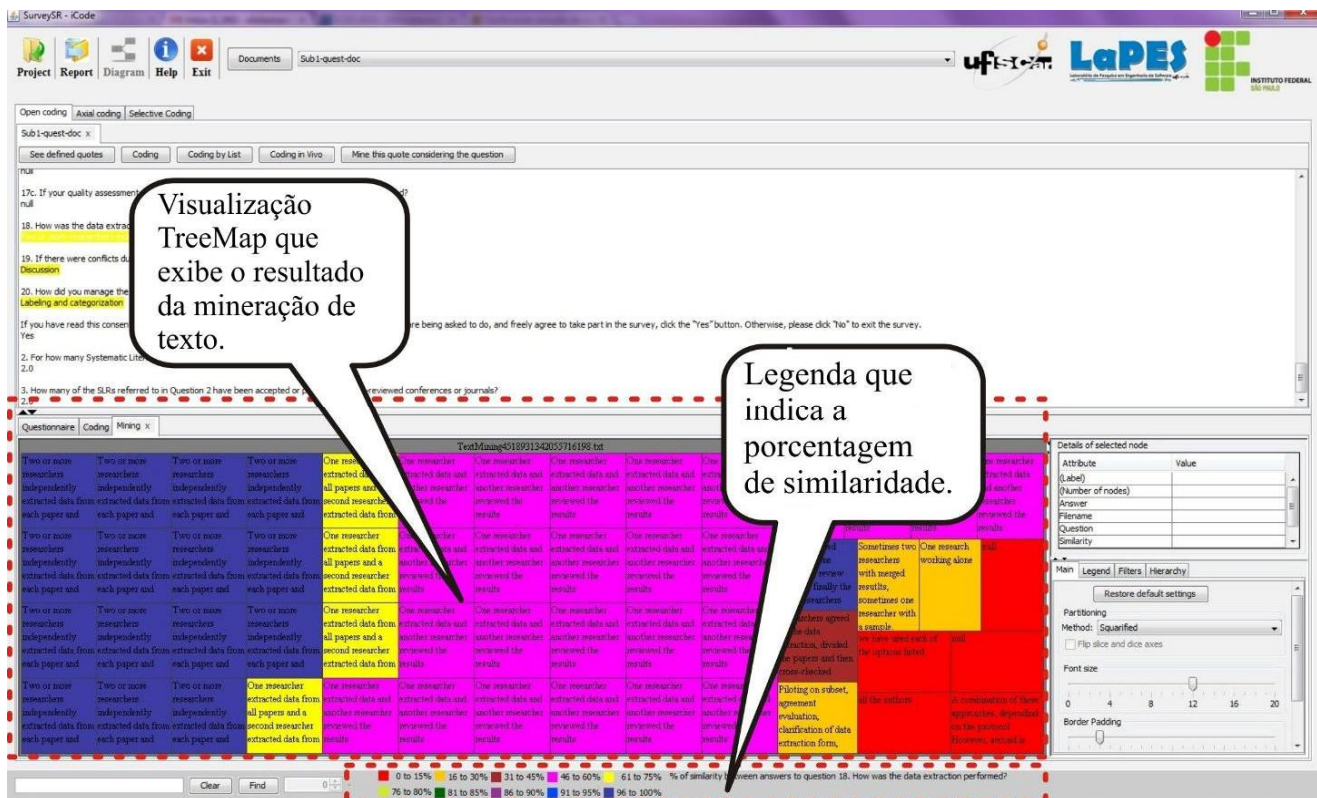 SurveySR - iCode
Project Report Diagram Help Exit
Documents Sub1-quest-doc
ufscar LaPES
INSTITUTO FEDERAL
SÃO PAULO
Open coding Axial coding Selective Coding
Sub1-quest-doc x
See defined quotes Coding Coding by List Coding in Vivo Mine this quote considering the question
null
17c. If your quality assessment
null
18. How was the data extrac
19. If there were conflicts du
Discussion
20. How did you manage the
Labeling and categorization
If you have read this consen re being asked to do, and freely agree to take part in the survey, click the "Yes" button. Otherwise, please click "No" to exit the survey.
Yes
2. For how many Systematic Lite
2.0
3. How many of the SLRs referred to in Question 2 have been accepted or p reviewed conferences or journals?
2.0
Visualização
TreeMap que
exibe o resultado
da mineração de
texto.
Legenda que
indica a
porcentagem
de similaridade.
Questionnaire Coding Mining x
TextMining4518931342055716198.txt
Two or more
researchers
independently
extracted data from
each paper and
One researcher
extracted data from
all papers and a
second researcher
extracted data from
One researcher
extracted data and
another researcher
reviewed the
results
Sometimes two
researchers
with merged
results,
sometimes one
researcher with
a sample.
One research
working alone
null
we have used each of
the options listed
null
all the authors
A combination of these
approaches, dependind
on the protocol
However, second is
Piloting on subset,
agreement
evaluation,
clarification of data
extraction form,
Details of selected node
Attribute Value
(Label)
(Number of nodes)
Answer
Filename
Question
Similarity
Main Legend Filters Hierarchy
Restore default settings
Partitioning
Method: Squarified
Flip slice and dice axes
Font size
0 4 8 12 16 20
Border Padding
Clear Find 0
0 to 15% 16 to 30% 31 to 45% 46 to 60% 61 to 75% % of similarity between answers to question 18. How was the data extraction performed?
76 to 80% 81 to 85% 86 to 90% 91 to 95% 96 to 100%